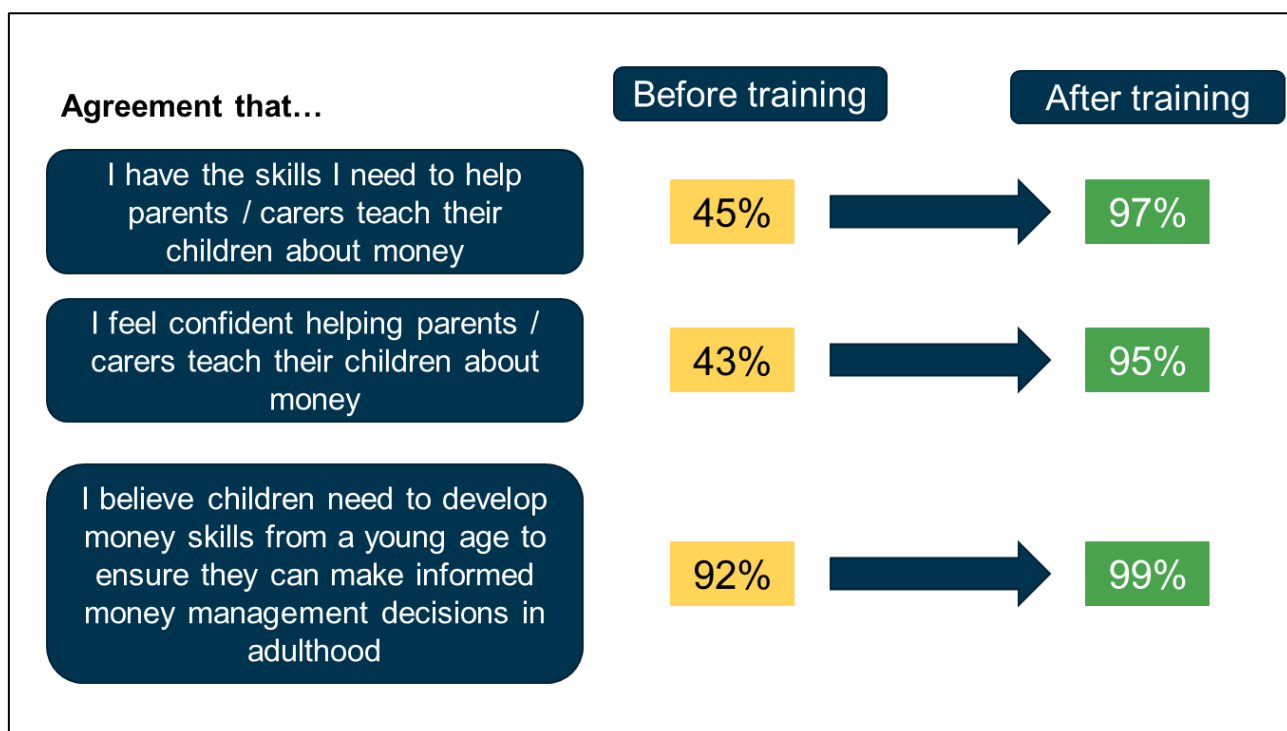 Agreement that…
Before training
After training
I have the skills I need to help
parents / carers teach their
children about money
45%
97%
I feel confident helping parents /
carers teach their children about
money
43%
95%
I believe children need to develop
money skills from a young age to
ensure they can make informed
money management decisions in
adulthood
92%
99%